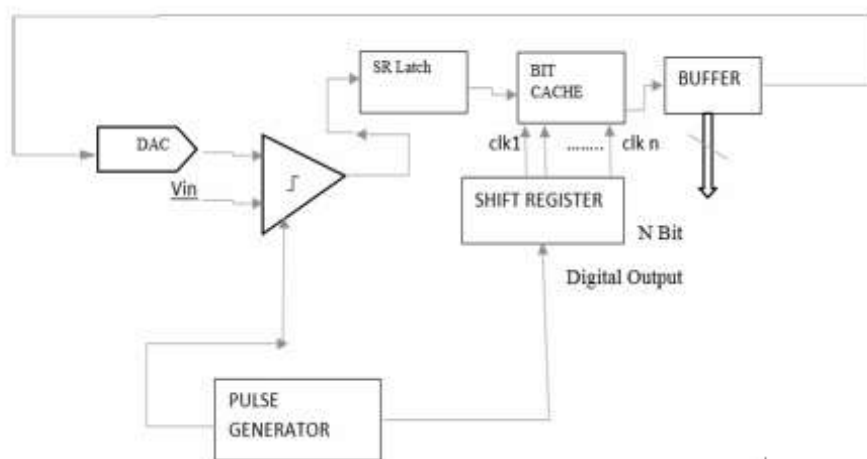 SR Latch
BIT
CACHE
BUFFER
DAC
Vin
clk1
........
clk n
SHIFT REGISTER
N Bit
Digital Output
PULSE
GENERATOR